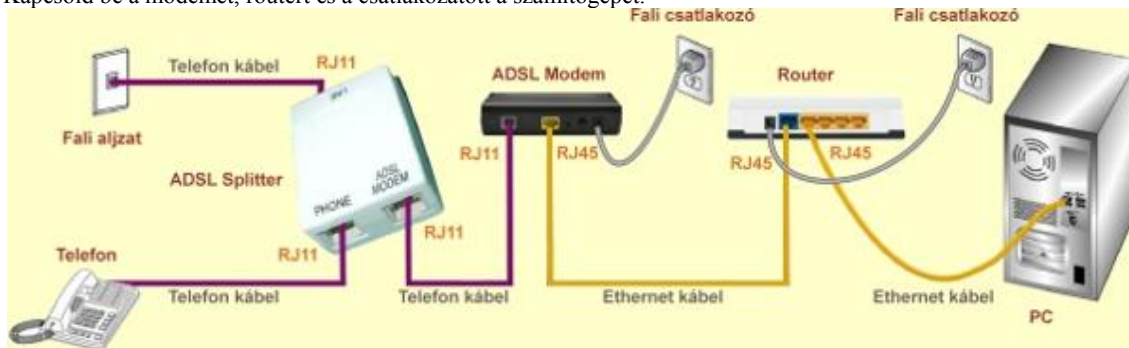 Kapcsold be a modemet, routert és a csatlakozatott a számítógépet.
Fali csatlakozó
Fali csatlakozó
Telefon kábel
RJ11
ADSL Modem
Router
Fali aljzat
RJ11
RJ45
RJ45
RJ45
ADSL Splitter
PHONE
ADSL
MODEM
RJ11
RJ11
Telefon
Telefon kábel
Telefon kábel
Ethernet kábel
Ethernet kábel
PC